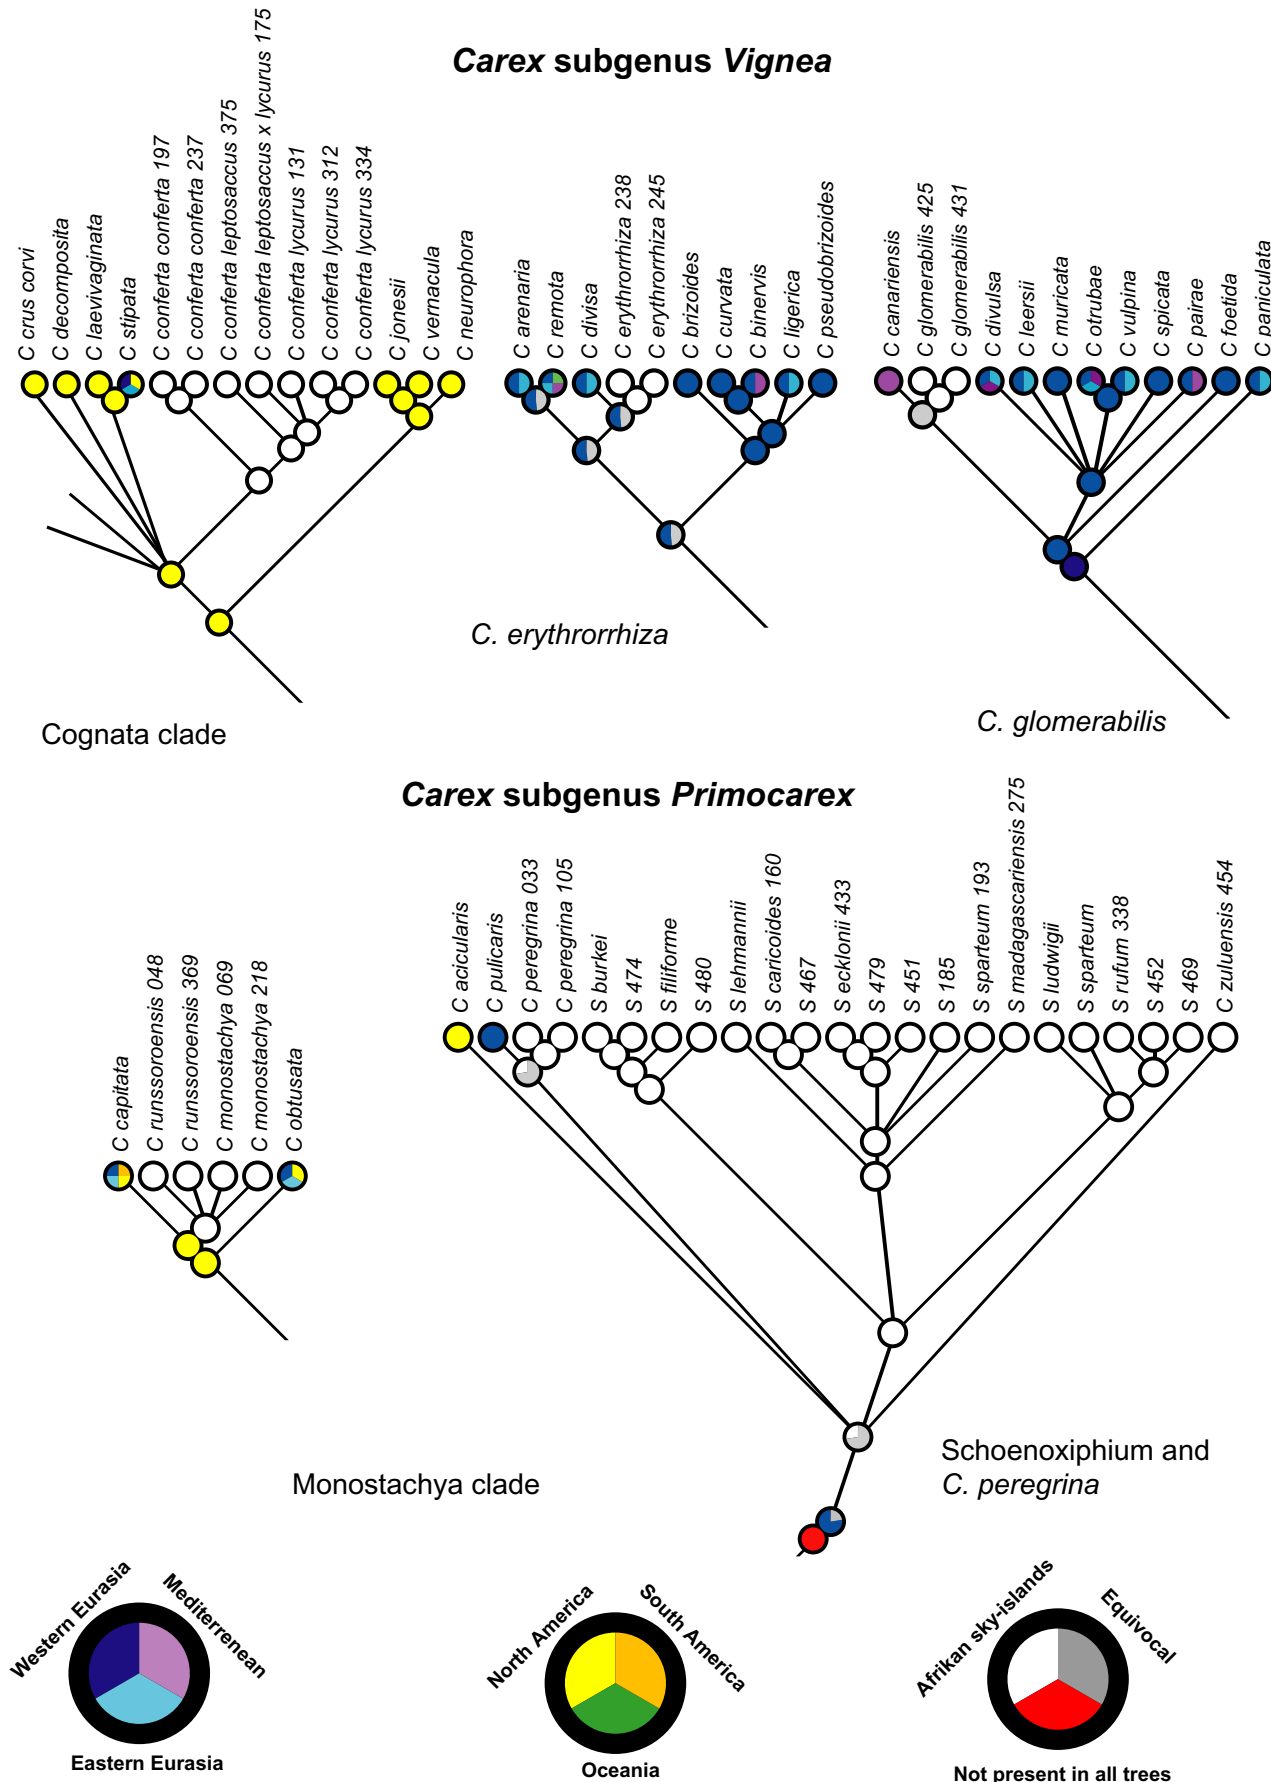 Carex subgenus Vignea
C crus corvi
C decomposita
C laevivaginata
C stipata
C conferta conferta 197
C conferta conferta 237
C conferta leptosaccus 375
C conferta leptosaccus x lycurus 175
C conferta lycurus 131
C conferta lycurus 312
C conferta lycurus 334
C jonesii
C vernacula
C neurophora
C arenaria
C remota
C divisa
C erythrorrhiza 238
C erythrorrhiza 245
C brizoides
C curvata
C binervis
C ligerica
C pseudobrizoides
C canariensis
C glomerabilis 425
C glomerabilis 431
C divulsa
C leersii
C muricata
C otrubae
C vulpina
C spicata
C pairae
C foetida
C paniculata
C. erythrorrhiza
C. glomerabilis
Cognata clade
Carex subgenus Primocarex
C capitata
C runssoroensis 048
C runssoroensis 369
C monostachya 069
C monostachya 218
C obtusata
C acicularis
C pulicaris
C peregrina 033
C peregrina 105
S burkei
S 474
S filiforme
S 480
S lehmannii
S caricoides 160
S 467
S ecklonii 433
S 479
S 451
S 185
S sparteum 193
S madagascariensis 275
S ludwigii
S sparteum
S rufum 338
S 452
S 469
C zuluensis 454
Monostachya clade
Schoenoxiphium and
C. peregrina
Western Eurasia
Mediterrenean
Eastern Eurasia
North America
South America
Oceania
Afrikan sky-islands
Equivocal
Not present in all trees